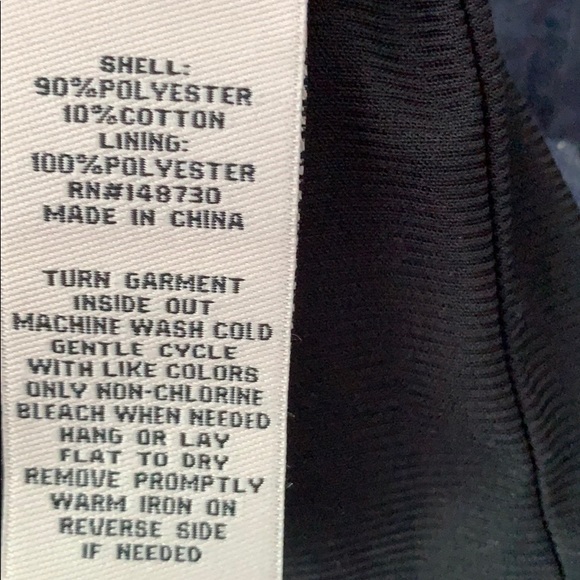 SHELL:
90%POLYESTER
10%COTTON
LINING:
100%POLYESTER
RN#148730
MADE IN CHINA
TURN GARMENT
INSIDE OUT
MACHINE WASH COLD
GENTLE CYCLE
WITH LIKE COLORS
ONLY NON-CHLORINE
BLEACH WHEN NEEDED
HANG OR LAY
FLAT TO DRY
REMOVE PROMPTLY
WARM IRON ON
REVERSE SIDE
IF NEEDED